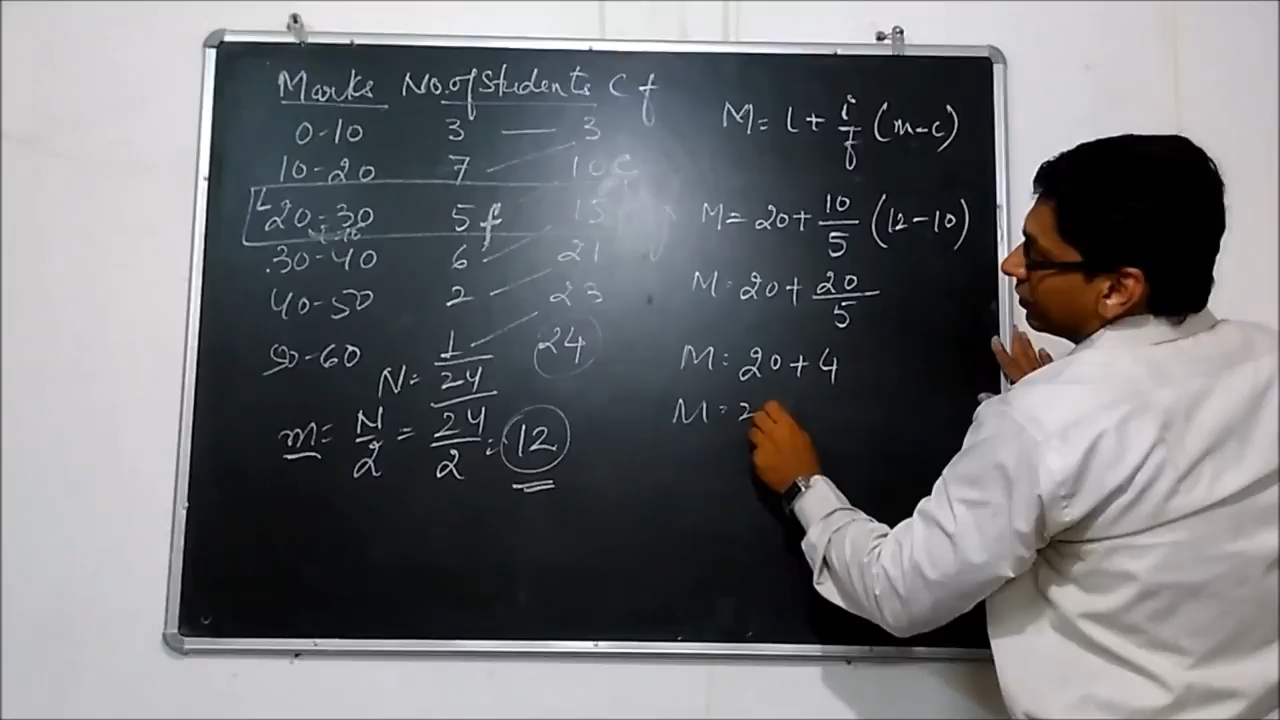 Marks No.of Students C f
0-10 3 — 3
10-20 7 10 C
L 20-30 5 f 15
30-40 6 21
40-50 2 23
50-60 1 24
N= 24
m= N/2 = 24/2 = 12
M= l+ i/f (m-c)
M= 20+ 10/5 (12-10)
M= 20+ 20/5
M= 20+ 4
M= 2